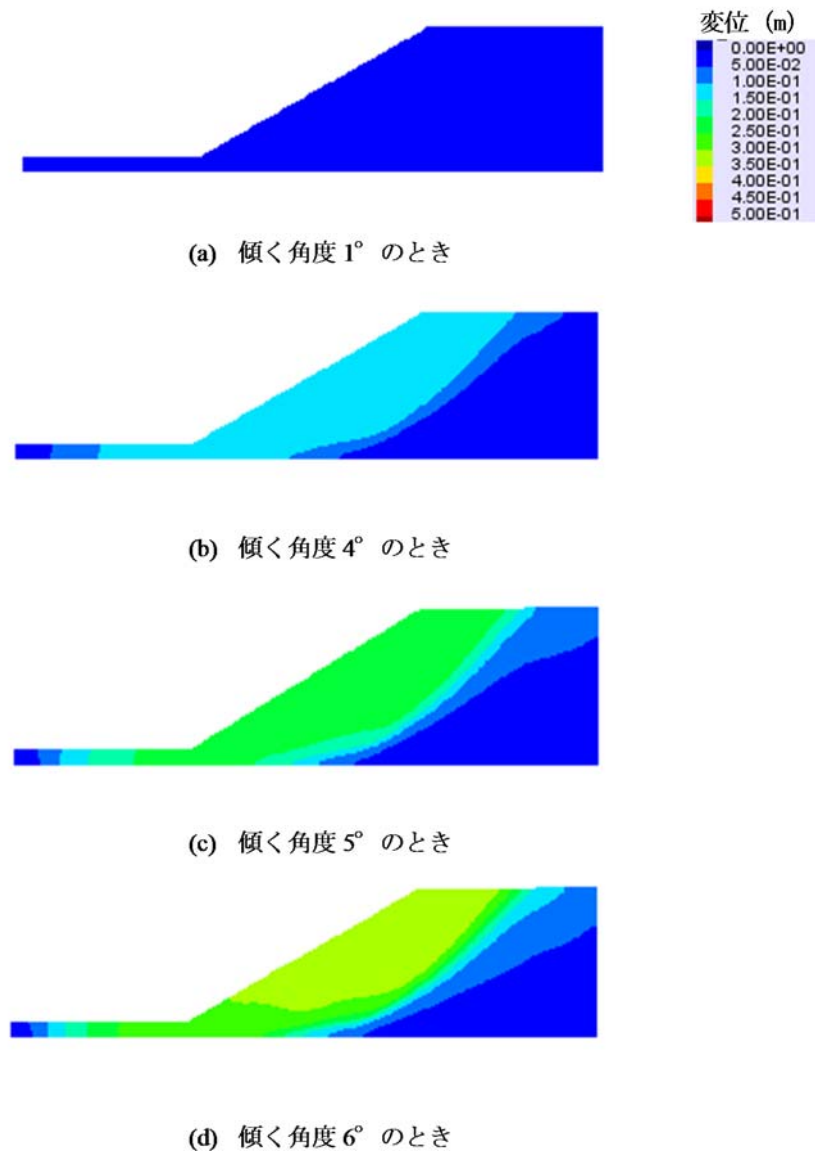 変位 (m)
0.00E+00
5.00E-02
1.00E-01
1.50E-01
2.00E-01
2.50E-01
3.00E-01
3.50E-01
4.00E-01
4.50E-01
5.00E-01
(a) 傾く角度 1° のとき
(b) 傾く角度 4° のとき
(c) 傾く角度 5° のとき
(d) 傾く角度 6° のとき